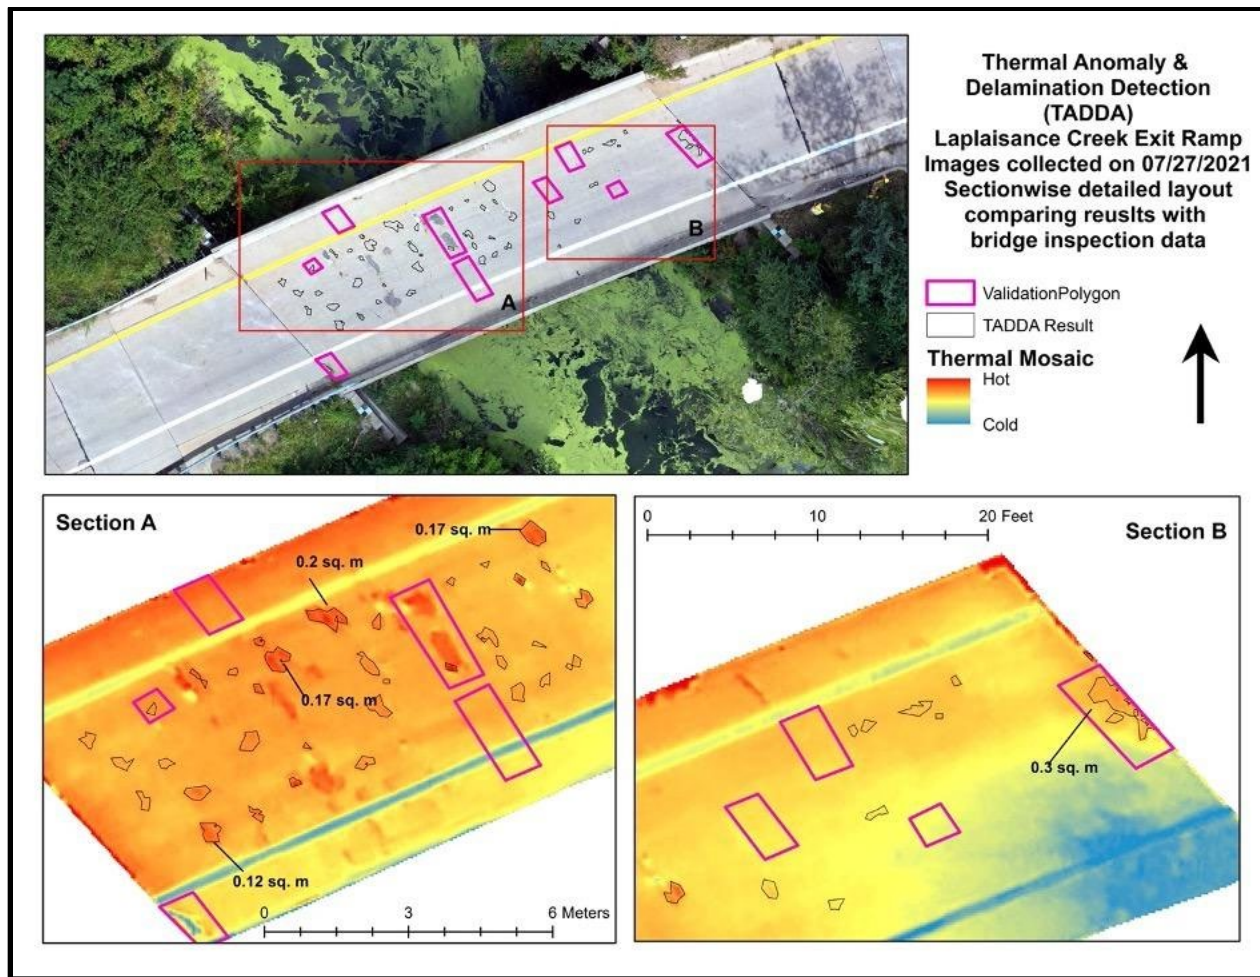 Thermal Anomaly &
Delamination Detection
(TADDA)
Laplaisance Creek Exit Ramp
Images collected on 07/27/2021
Sectionwise detailed layout
comparing reuslts with
bridge inspection data
ValidationPolygon
TADDA Result
Thermal Mosaic
Hot
Cold
A
B
Section A
0.17 sq. m
0.2 sq. m
0.17 sq. m
0.12 sq. m
0 3 6 Meters
0 10 20 Feet
Section B
0.3 sq. m